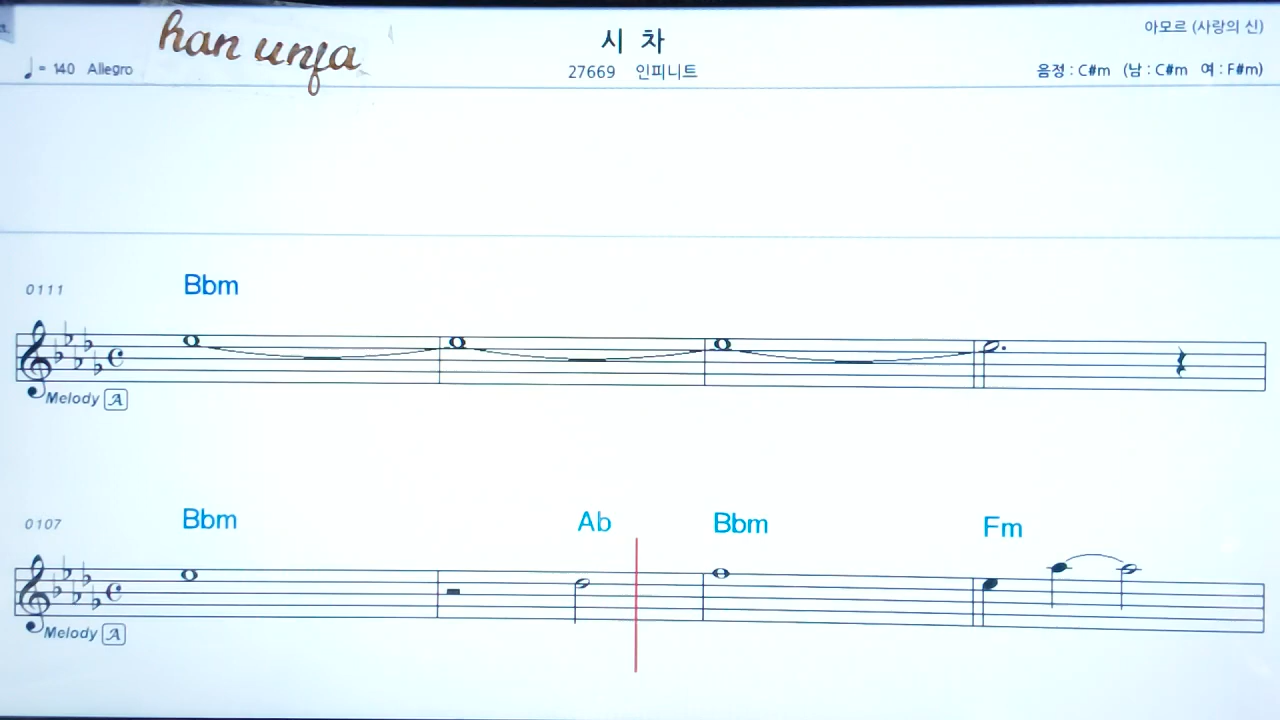 han unfa
시 차
아모르 (사랑의 신)
♩= 140 Allegro
27669 인피니트
음정 : C#m (남 : C#m 여 : F#m)
0111
Bbm
Melody A
0107
Bbm Ab Bbm Fm
Melody A